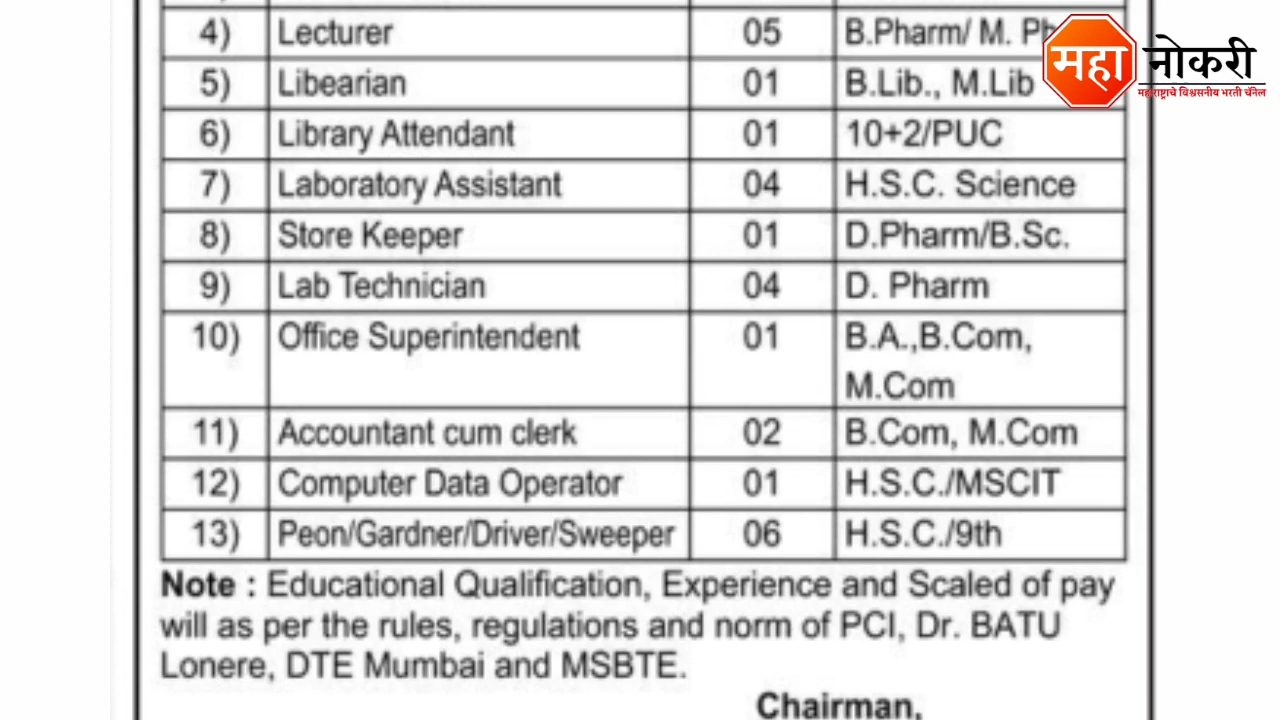 4) Lecturer 05 B.Pharm/ M.
महा नोकरी
महाराष्ट्राचे विश्वसनीय भरती चॅनेल
5) Libearian 01 B.Lib., M.Lib
6) Library Attendant 01 10+2/PUC
7) Laboratory Assistant 04 H.S.C. Science
8) Store Keeper 01 D.Pharm/B.Sc.
9) Lab Technician 04 D. Pharm
10) Office Superintendent 01 B.A.,B.Com,
M.Com
11) Accountant cum clerk 02 B.Com, M.Com
12) Computer Data Operator 01 H.S.C./MSCIT
13) Peon/Gardner/Driver/Sweeper 06 H.S.C./9th
Note : Educational Qualification, Experience and Scaled of pay
will as per the rules, regulations and norm of PCI, Dr. BATU
Lonere, DTE Mumbai and MSBTE.
Chairman,